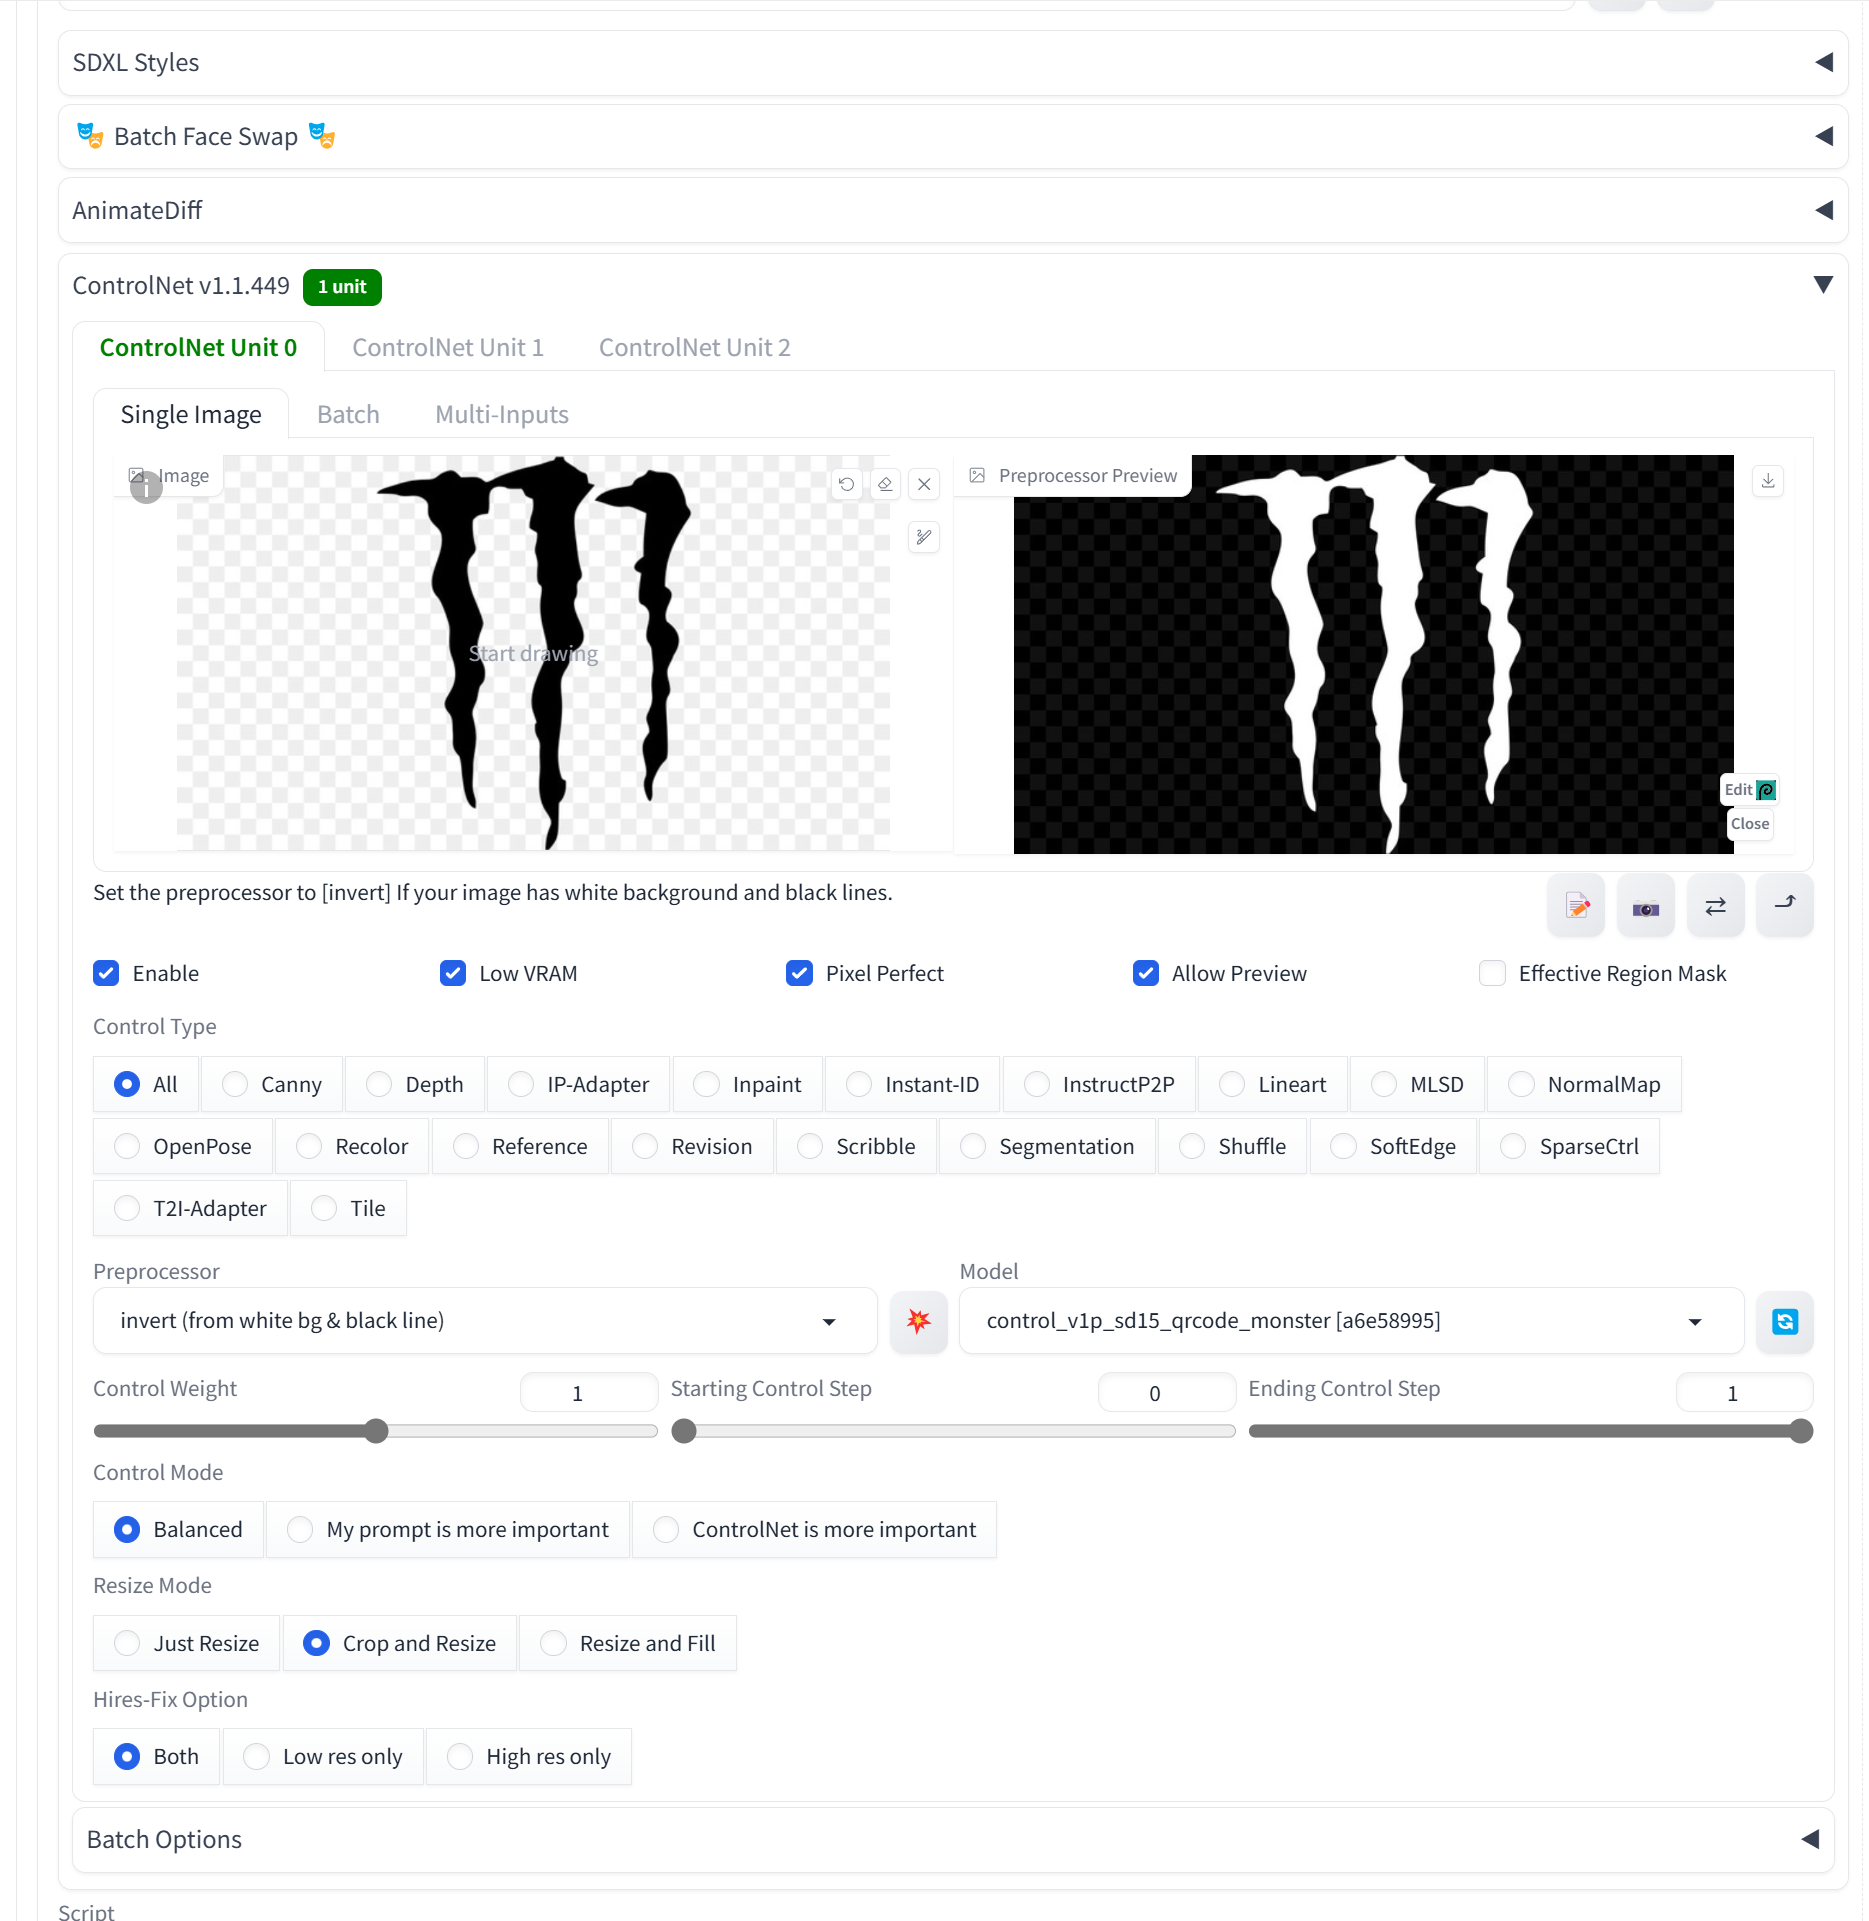 SDXL Styles
Batch Face Swap
AnimateDiff
ControlNet v1.1.449 1 unit
ControlNet Unit 0 ControlNet Unit 1 ControlNet Unit 2
Single Image Batch Multi-Inputs
Image Preprocessor Preview
Start drawing
Edit
Close
Set the preprocessor to [invert] If your image has white background and black lines.
Enable Low VRAM Pixel Perfect Allow Preview Effective Region Mask
Control Type
All Canny Depth IP-Adapter Inpaint Instant-ID InstructP2P Lineart MLSD NormalMap
OpenPose Recolor Reference Revision Scribble Segmentation Shuffle SoftEdge SparseCtrl
T2I-Adapter Tile
Preprocessor Model
invert (from white bg & black line) control_v1p_sd15_qrcode_monster [a6e58995]
Control Weight 1 Starting Control Step 0 Ending Control Step 1
Control Mode
Balanced My prompt is more important ControlNet is more important
Resize Mode
Just Resize Crop and Resize Resize and Fill
Hires-Fix Option
Both Low res only High res only
Batch Options
Script